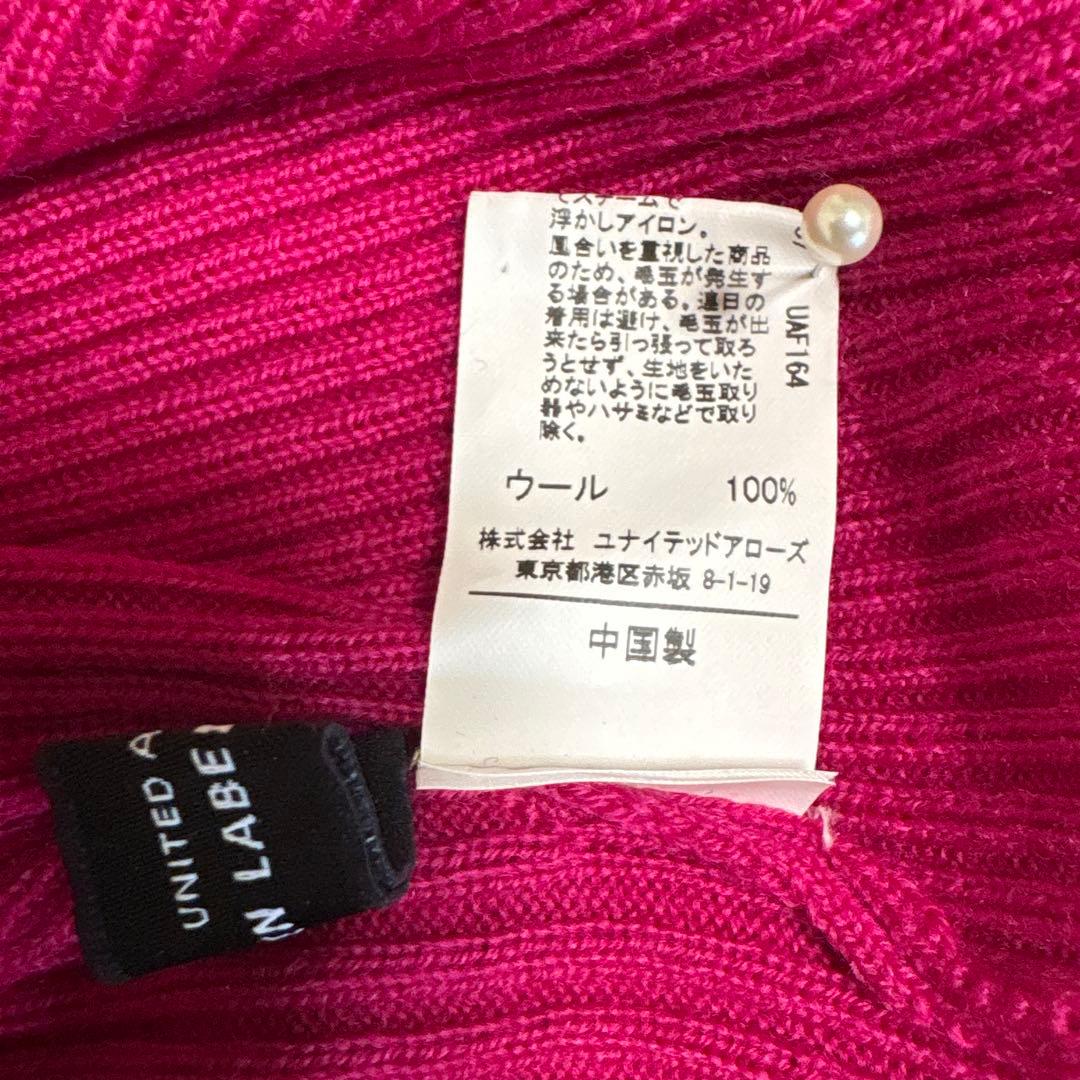 浮かしアイロン。
風合いを重視した商品
のため、毛玉が発生す
る場合がある。連日の
着用は避け、毛玉が出
来たら引っ張って取ろ
うとせず、生地をいた
めないように毛玉取り
器やハサミなどで取り
除く。
UAF164
ウール 100%
株式会社 ユナイテッドアローズ
東京都港区赤坂 8-1-19
中国製
UNITED A
N LABE